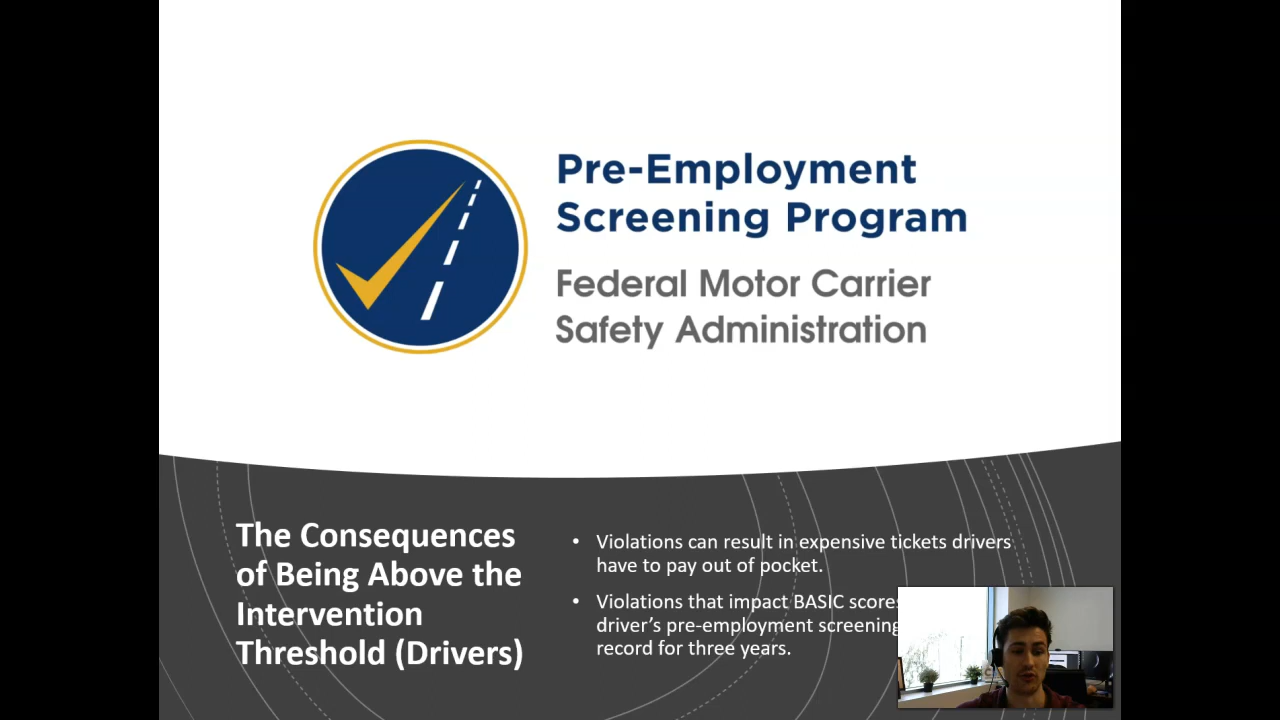 Pre-Employment
Screening Program
Federal Motor Carrier
Safety Administration
The Consequences
of Being Above the
Intervention
Threshold (Drivers)
• Violations can result in expensive tickets drivers
have to pay out of pocket.
• Violations that impact BASIC scores
driver's pre-employment screening
record for three years.